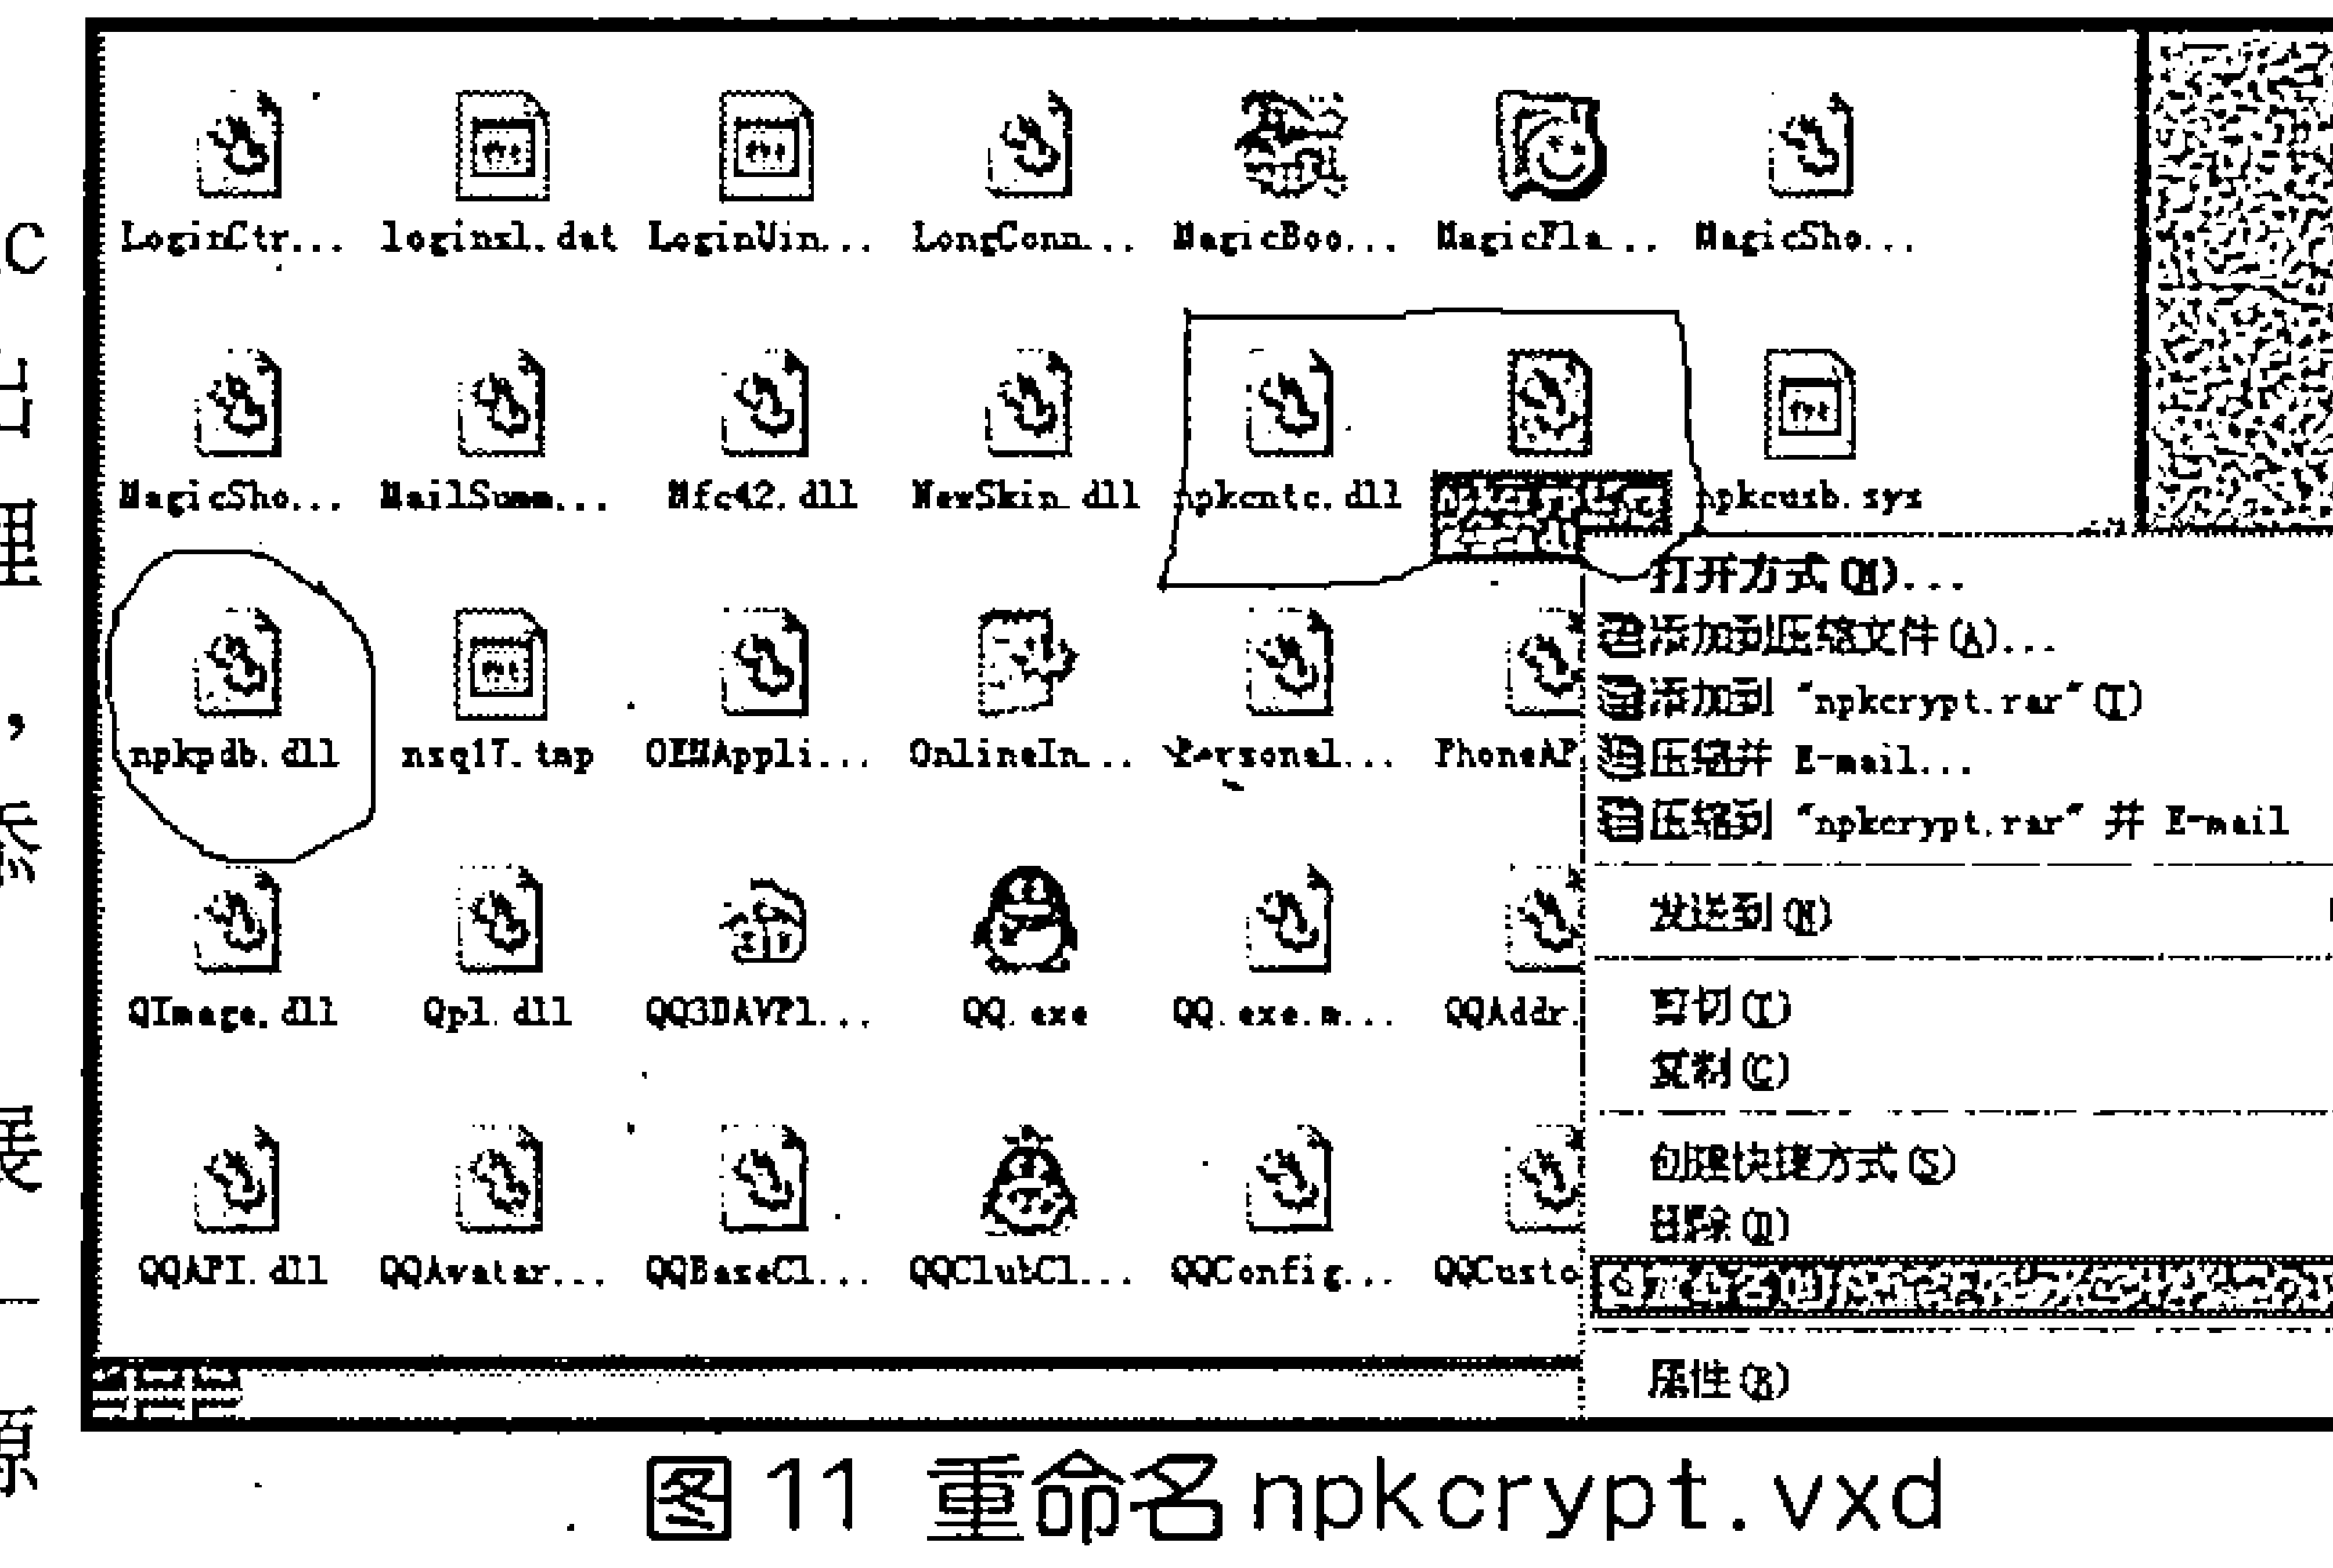 LoginCtr... loginxl.dat LoginUin... LongConn... MagicBoo... MagicFla... MagicSho...
MagicSho... MailSumm... Mfc42.dll NewSkin.dll npkcntc.dll npkcusb.sys
打开方式(H)...
添加到压缩文件(A)...
添加到 "npkcrypt.rar"(T)
npkpdb.dll nsq17.tmp OEMAppli... OnlineIn... Personal... PhoneAP
压缩并 E-mail...
压缩到 "npkcrypt.rar" 并 E-mail
发送到(N)
QImage.dll Qpl.dll QQ3DAVPl... QQ.exe QQ.exe.m... QQAddr.
剪切(T)
复制(C)
创建快捷方式(S)
删除(D)
QQAPI.dll QQAvatar... QQBaseCl... QQClubCl... QQConfig... QQCusto
属性(R)
图 11 重命名npkcrypt.vxd